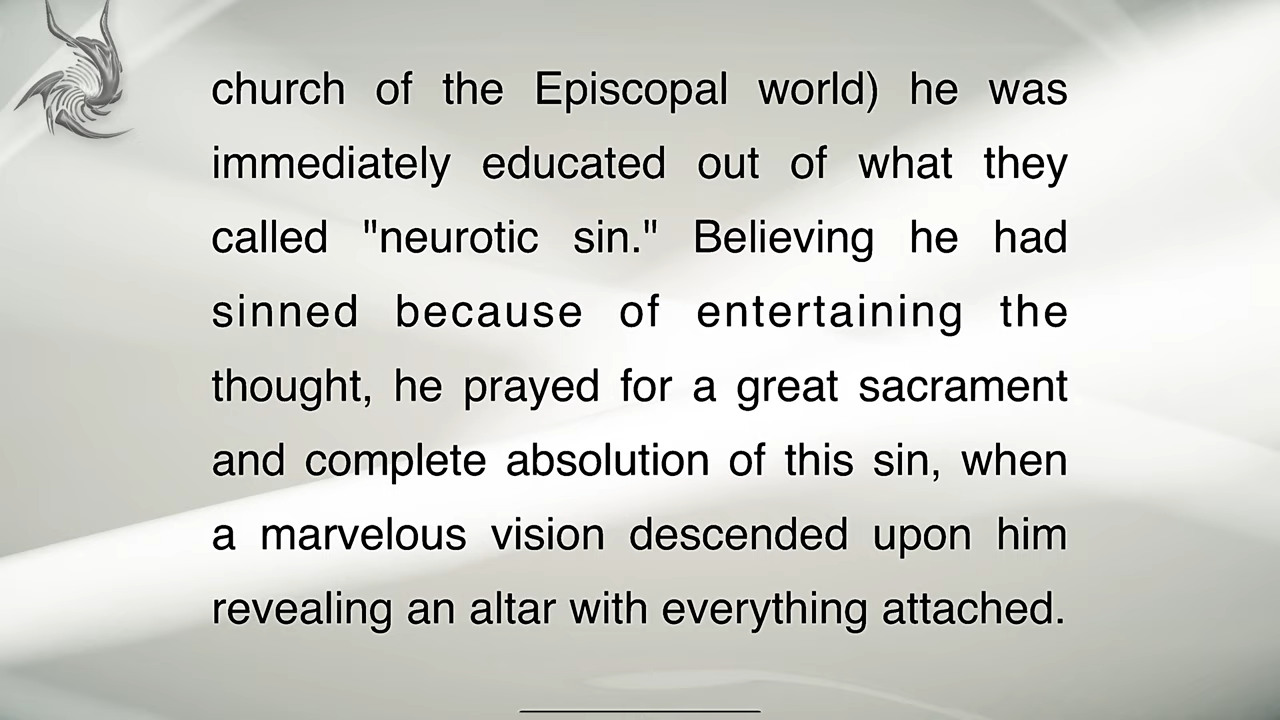 church of the Episcopal world) he was
immediately educated out of what they
called "neurotic sin." Believing he had
sinned because of entertaining the
thought, he prayed for a great sacrament
and complete absolution of this sin, when
a marvelous vision descended upon him
revealing an altar with everything attached.